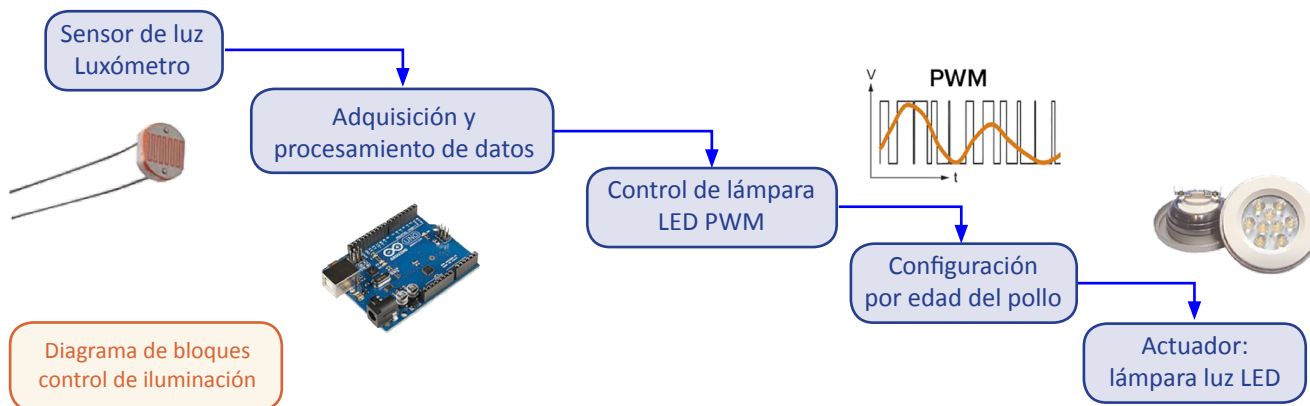 Sensor de luz
Luxómetro
Adquisición y
procesamiento de datos
V
PWM
t
Control de lámpara
LED PWM
UNO
Configuración
por edad del pollo
Diagrama de bloques
control de iluminación
Actuador:
lámpara luz LED